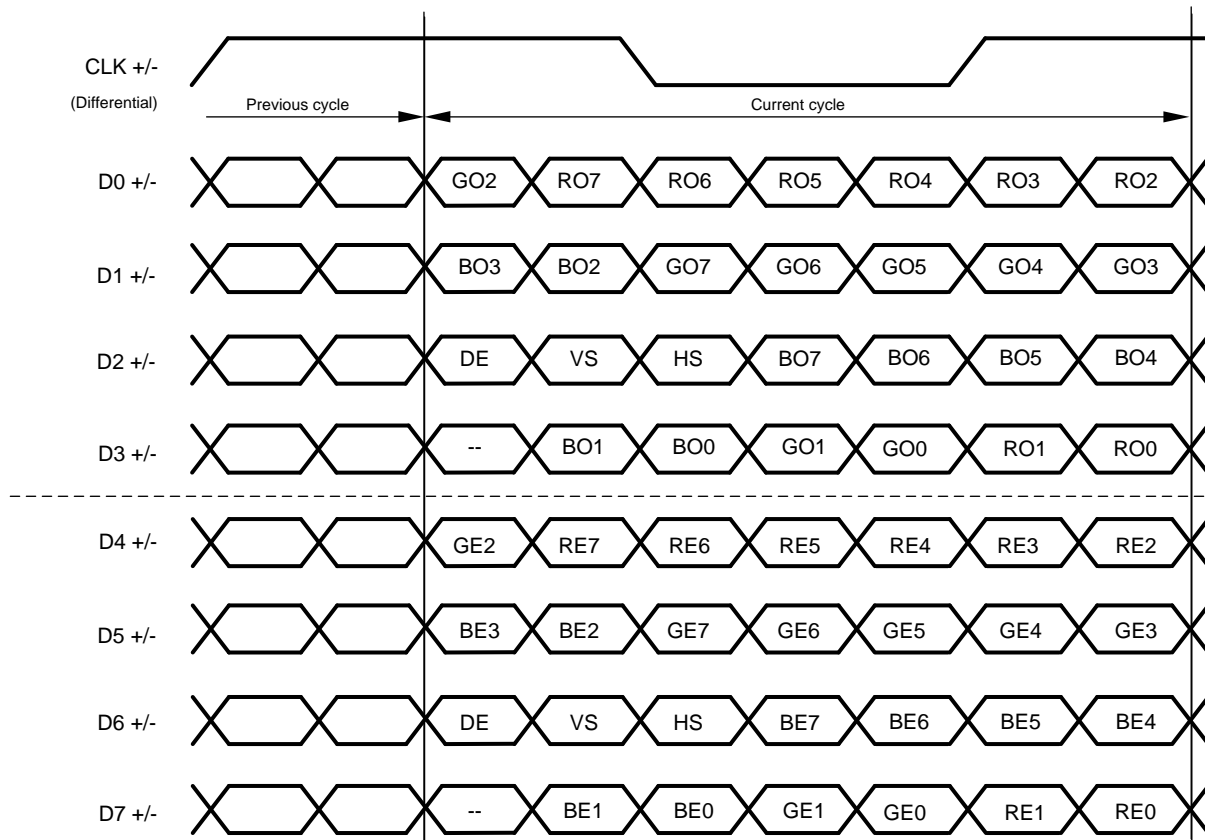 CLK +/-
(Differential)
Previous cycle Current cycle
D0 +/- GO2 RO7 RO6 RO5 RO4 RO3 RO2
D1 +/- BO3 BO2 GO7 GO6 GO5 GO4 GO3
D2 +/- DE VS HS BO7 BO6 BO5 BO4
D3 +/- -- BO1 BO0 GO1 GO0 RO1 RO0
D4 +/- GE2 RE7 RE6 RE5 RE4 RE3 RE2
D5 +/- BE3 BE2 GE7 GE6 GE5 GE4 GE3
D6 +/- DE VS HS BE7 BE6 BE5 BE4
D7 +/- -- BE1 BE0 GE1 GE0 RE1 RE0